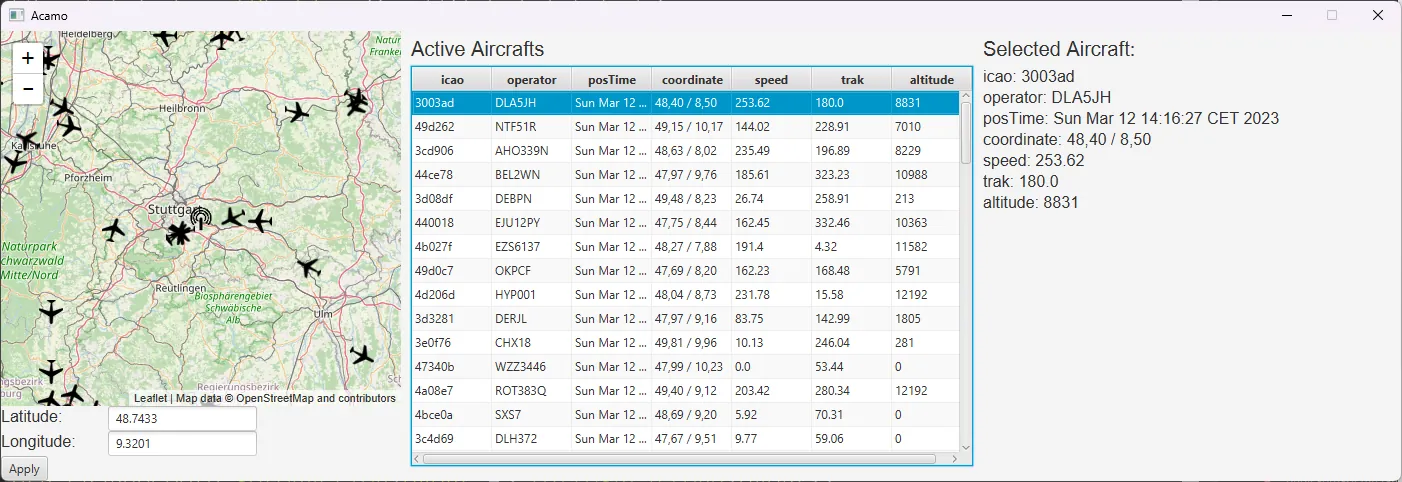 Acamo
Heidelberg
Nation
Franken
+
−
Heilbronn
Karlsruhe
Pforzheim
Stuttgart
Naturpark
Schwarzwald
Mitte/Nord
Reutlingen
Biosphärengebiet
Schwäbische
Alb
Ulm
Regierungsbezirk
Leaflet | Map data © OpenStreetMap and contributors
Latitude: 48.7433
Longitude: 9.3201
Apply
Active Aircrafts
icao operator posTime coordinate speed trak altitude
3003ad DLA5JH Sun Mar 12 ... 48,40 / 8,50 253.62 180.0 8831
49d262 NTF51R Sun Mar 12 ... 49,15 / 10,17 144.02 228.91 7010
3cd906 AHO339N Sun Mar 12 ... 48,63 / 8,02 235.49 196.89 8229
44ce78 BEL2WN Sun Mar 12 ... 47,97 / 9,76 185.61 323.23 10988
3d08df DEBPN Sun Mar 12 ... 49,48 / 8,23 26.74 258.91 213
440018 EJU12PY Sun Mar 12 ... 47,75 / 8,44 162.45 332.46 10363
4b027f EZS6137 Sun Mar 12 ... 48,27 / 7,88 191.4 4.32 11582
49d0c7 OKPCF Sun Mar 12 ... 47,69 / 8,20 162.23 168.48 5791
4d206d HYP001 Sun Mar 12 ... 48,04 / 8,73 231.78 15.58 12192
3d3281 DERJL Sun Mar 12 ... 47,97 / 9,16 83.75 142.99 1805
3e0f76 CHX18 Sun Mar 12 ... 49,81 / 9,96 10.13 246.04 281
47340b WZZ3446 Sun Mar 12 ... 47,99 / 10,23 0.0 53.44 0
4a08e7 ROT383Q Sun Mar 12 ... 49,40 / 9,12 203.42 280.34 12192
4bce0a SXS7 Sun Mar 12 ... 48,69 / 9,20 5.92 70.31 0
3c4d69 DLH372 Sun Mar 12 ... 47,67 / 9,51 9.77 59.06 0
Selected Aircraft:
icao: 3003ad
operator: DLA5JH
posTime: Sun Mar 12 14:16:27 CET 2023
coordinate: 48,40 / 8,50
speed: 253.62
trak: 180.0
altitude: 8831